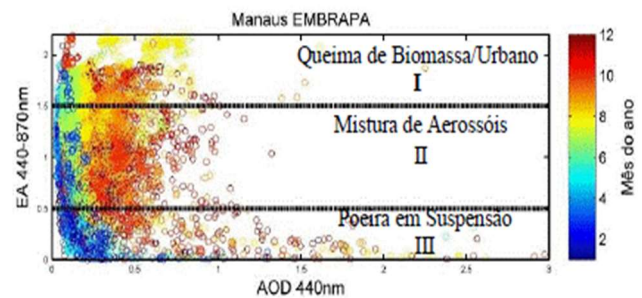 Manaus EMBRAPA
12
10
8
6
4
2
Mês do ano
EA 440-870nm
2
1.5
1
0.5
0
Queima de Biomassa/Urbano
I
Mistura de Aerossóis
II
Poeira em Suspensão
III
0 0.5 1 1.5 2 2.5 3
AOD 440nm